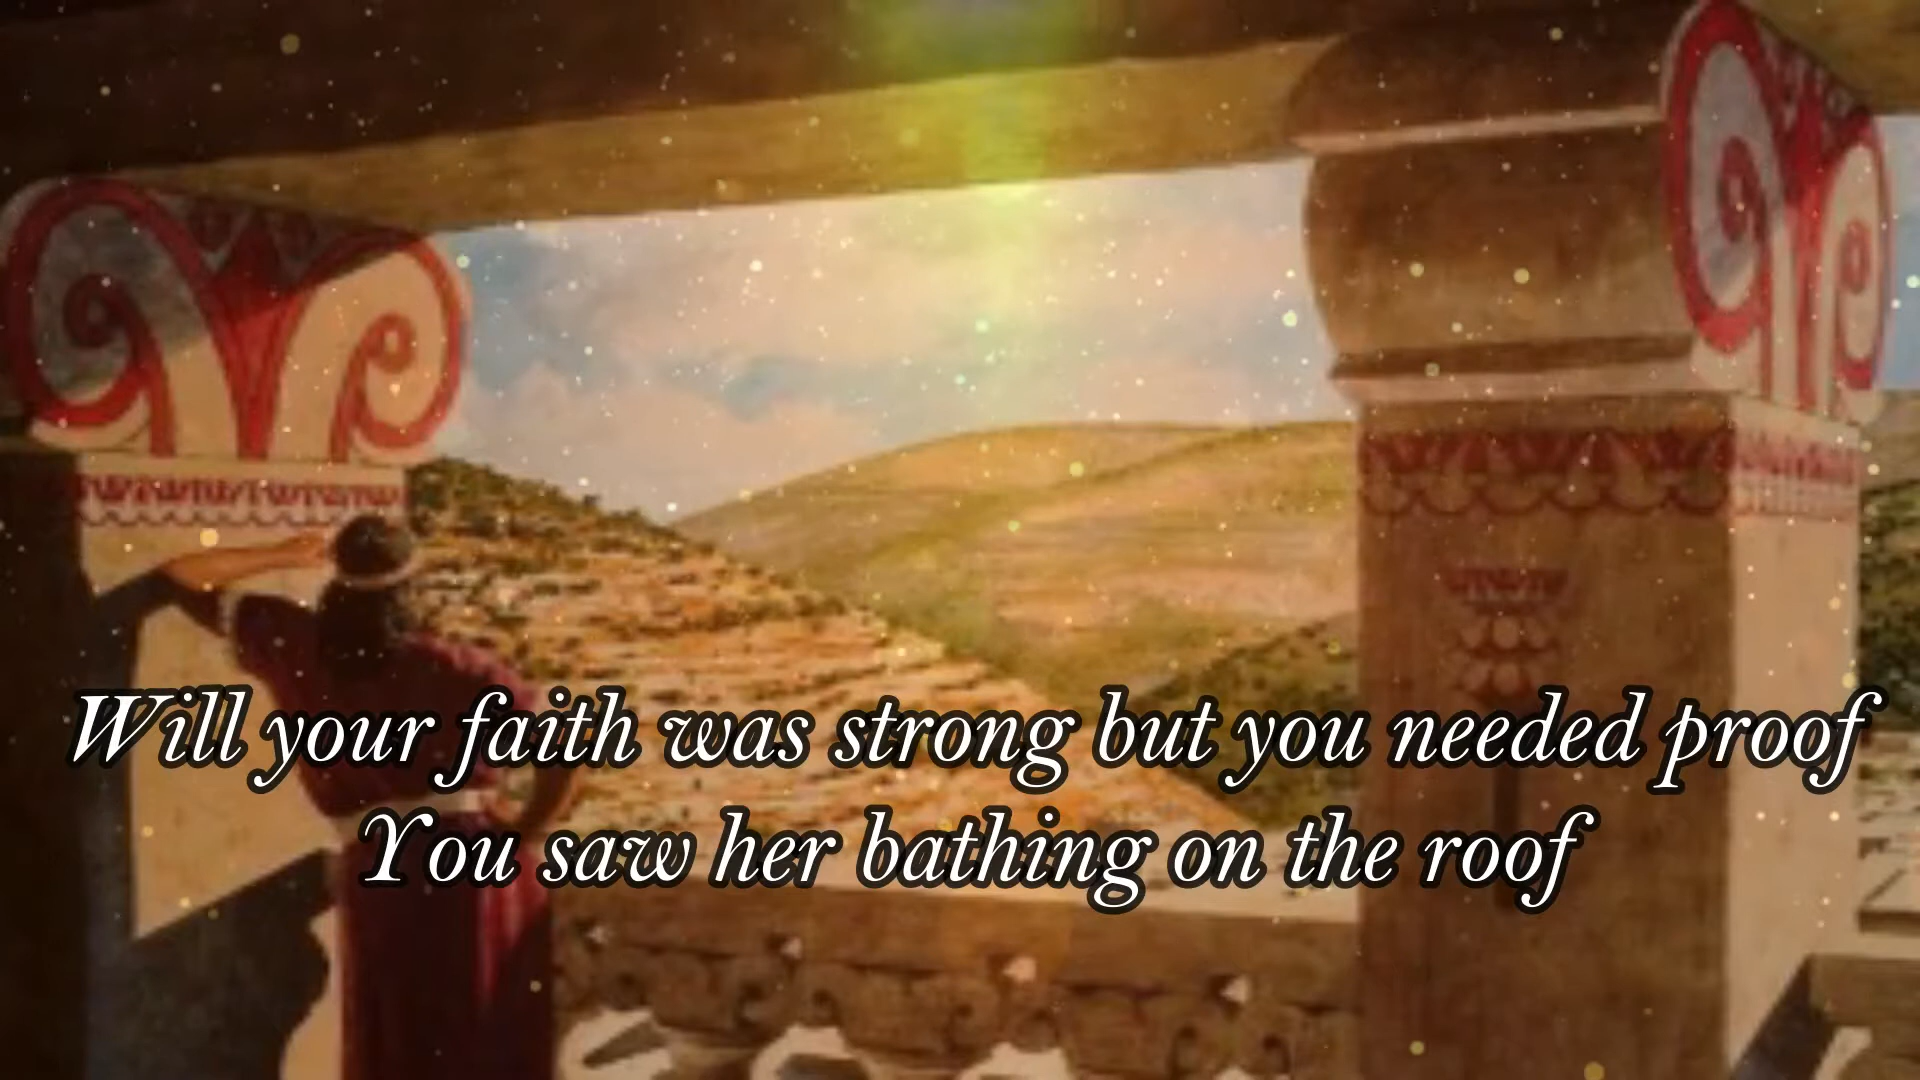 Will your faith was strong but you needed proof
You saw her bathing on the roof